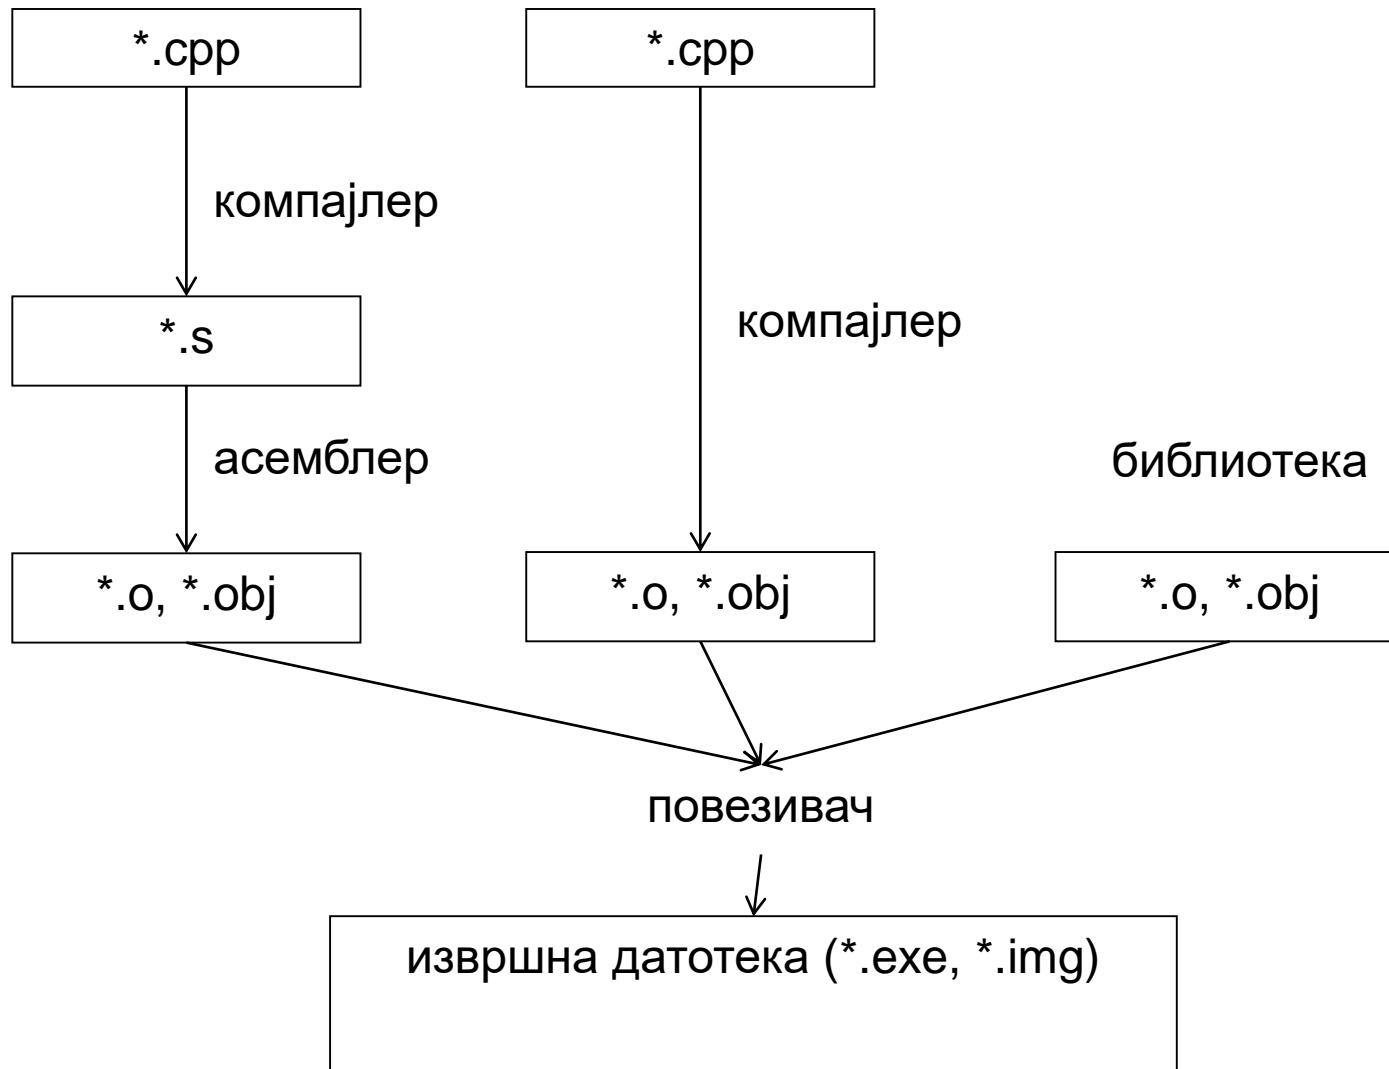 *.cpp
*.cpp
компајлер
*.s
компајлер
асемблер
библиотека
*.o, *.obj
*.o, *.obj
*.o, *.obj
повезивач
извршна датотека (*.exe, *.img)